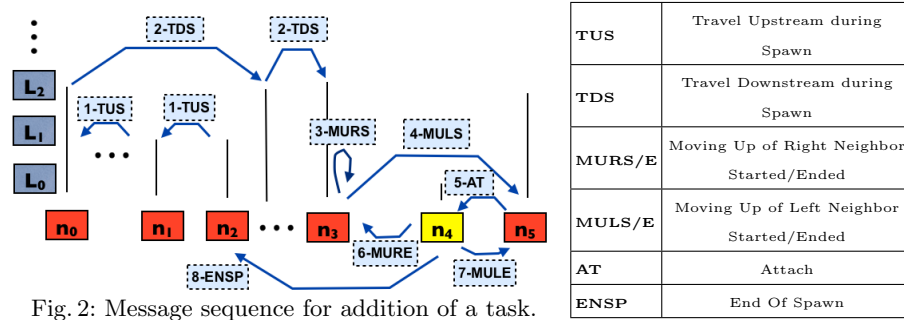 2-TDS
2-TDS
L2
1-TUS
1-TUS
3-MURS
4-MULS
L1
L0
5-AT
n0
n1
n2
n3
n4
n5
6-MURE
8-ENSP
7-MULE
Fig. 2: Message sequence for addition of a task.
TUS
Travel Upstream during
Spawn
TDS
Travel Downstream during
Spawn
MURS/E
Moving Up of Right Neighbor
Started/Ended
MULS/E
Moving Up of Left Neighbor
Started/Ended
AT
Attach
ENSP
End Of Spawn